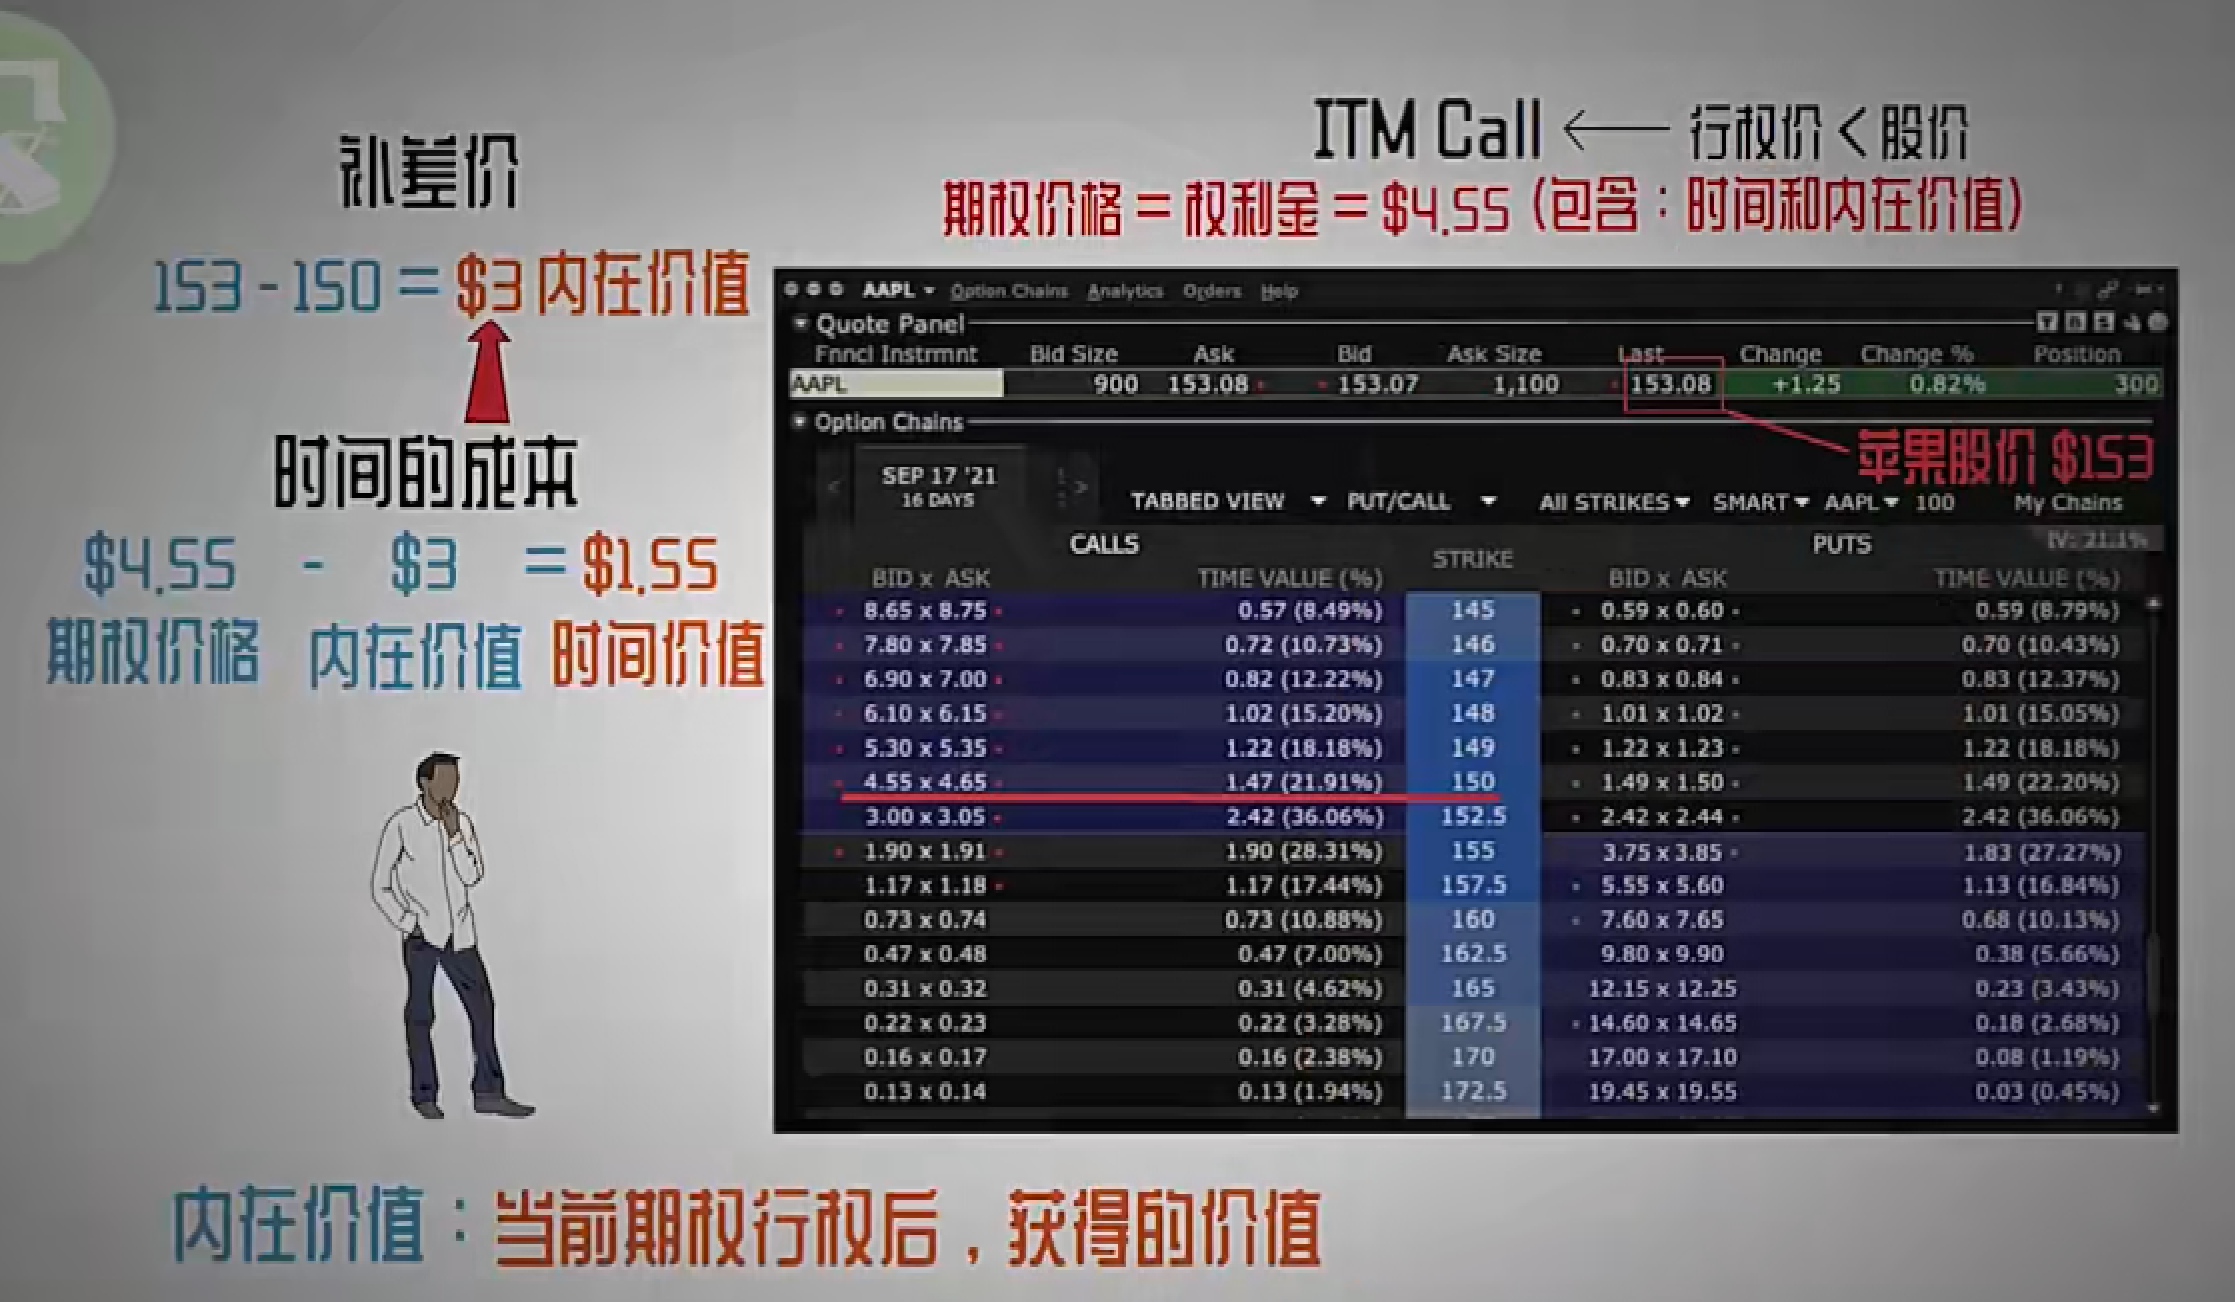 补差价
153 - 150 = $3 内在价值
时间的成本
$4.55 - $3 = $1.55
期权价格 内在价值 时间价值
ITM Call ← 行权价 < 股价
期权价格 = 权利金 = $4.55 (包含：时间和内在价值)
AAPL Option Chains Analytics Orders Help
Quote Panel
Fnncl Instrmnt Bid Size Ask Bid Ask Size Last Change Change % Position
AAPL 900 153.08 153.07 1,100 153.08 +1.25 0.82% 300
Option Chains
苹果股价 $153
SEP 17 '21
16 DAYS
TABBED VIEW PUT/CALL All STRIKES SMART AAPL 100 My Chains
CALLS STRIKE PUTS IV: 21.1%
BID x ASK TIME VALUE (%) BID x ASK TIME VALUE (%)
8.65 x 8.75 0.57 (8.49%) 145 0.59 x 0.60 0.59 (8.79%)
7.80 x 7.85 0.72 (10.73%) 146 0.70 x 0.71 0.70 (10.43%)
6.90 x 7.00 0.82 (12.22%) 147 0.83 x 0.84 0.83 (12.37%)
6.10 x 6.15 1.02 (15.20%) 148 1.01 x 1.02 1.01 (15.05%)
5.30 x 5.35 1.22 (18.18%) 149 1.22 x 1.23 1.22 (18.18%)
4.55 x 4.65 1.47 (21.91%) 150 1.49 x 1.50 1.49 (22.20%)
3.00 x 3.05 2.42 (36.06%) 152.5 2.42 x 2.44 2.42 (36.06%)
1.90 x 1.91 1.90 (28.31%) 155 3.75 x 3.85 1.83 (27.27%)
1.17 x 1.18 1.17 (17.44%) 157.5 5.55 x 5.60 1.13 (16.84%)
0.73 x 0.74 0.73 (10.88%) 160 7.60 x 7.65 0.68 (10.13%)
0.47 x 0.48 0.47 (7.00%) 162.5 9.80 x 9.90 0.38 (5.66%)
0.31 x 0.32 0.31 (4.62%) 165 12.15 x 12.25 0.23 (3.43%)
0.22 x 0.23 0.22 (3.28%) 167.5 14.60 x 14.65 0.18 (2.68%)
0.16 x 0.17 0.16 (2.38%) 170 17.00 x 17.10 0.08 (1.19%)
0.13 x 0.14 0.13 (1.94%) 172.5 19.45 x 19.55 0.03 (0.45%)
内在价值：当前期权行权后，获得的价值